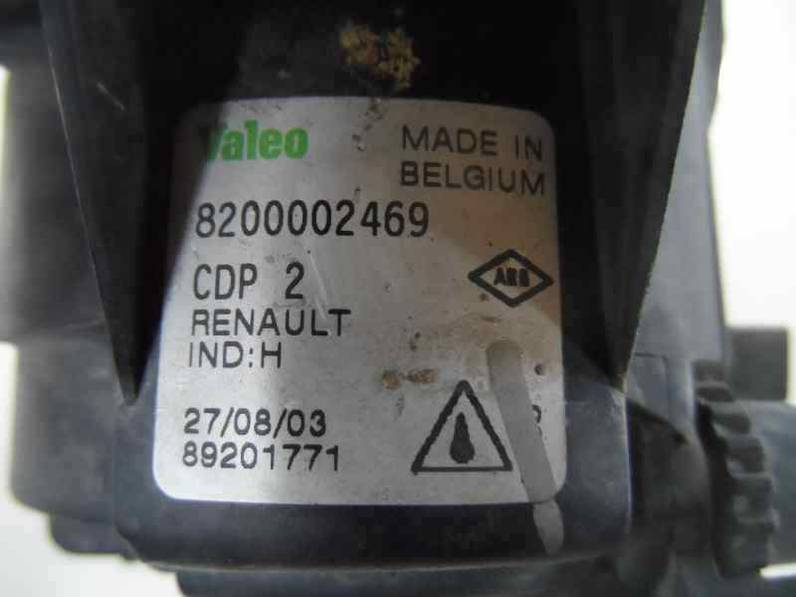 Valeo
MADE IN
BELGIUM
8200002469
CDP 2
RENAULT
IND:H
27/08/03
89201771